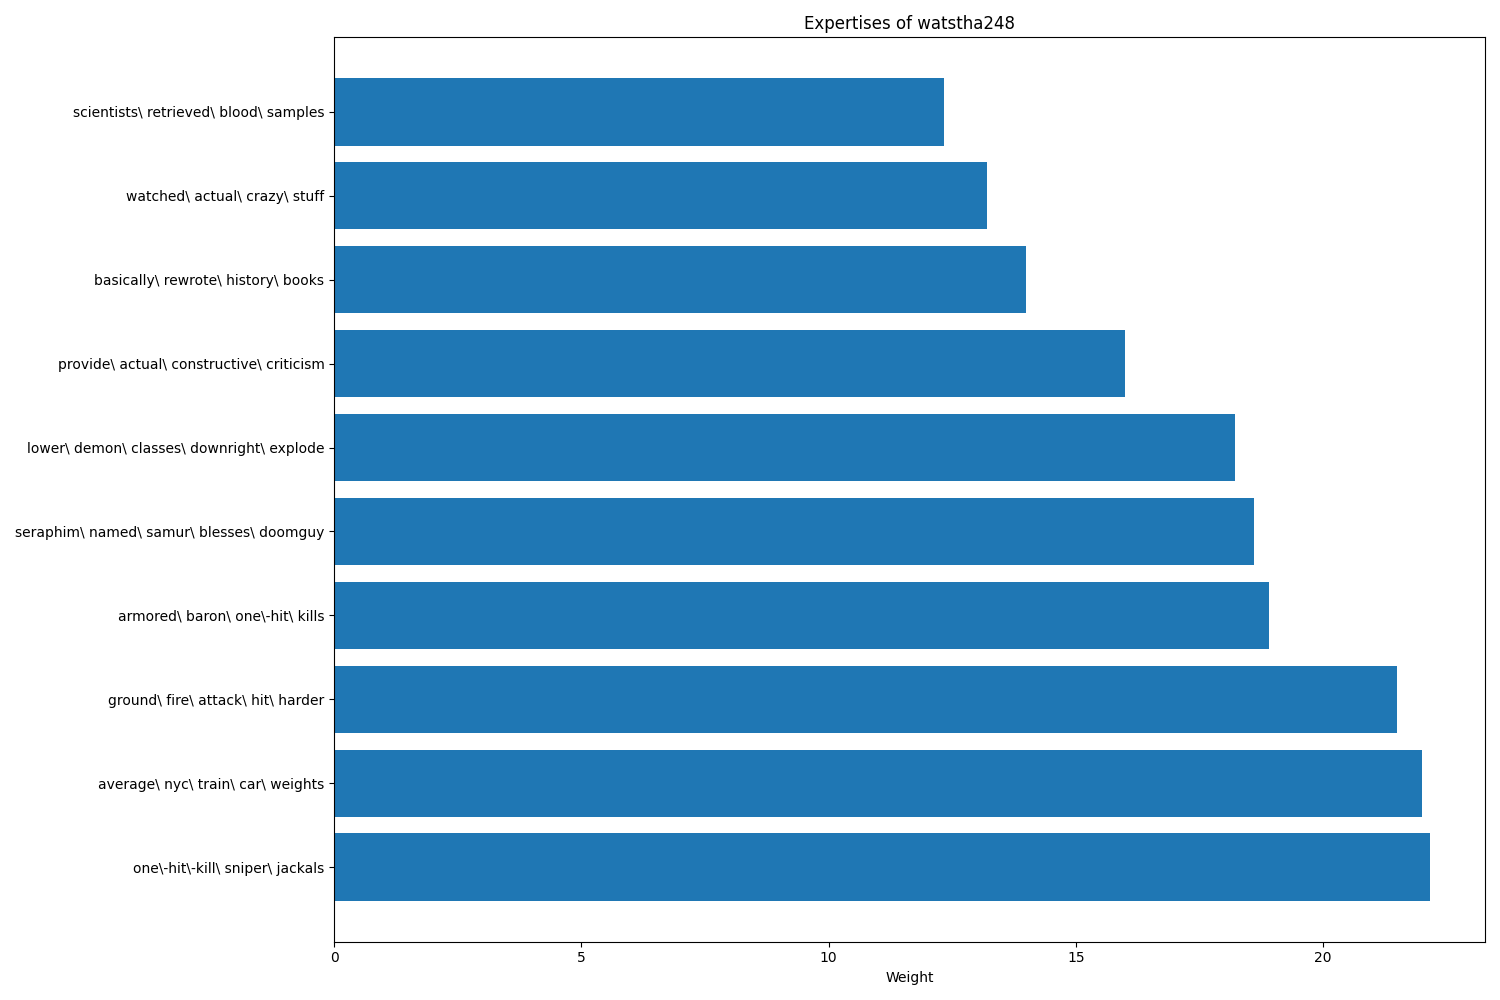 Expertises of watstha248
scientists\ retrieved\ blood\ samples
watched\ actual\ crazy\ stuff
basically\ rewrote\ history\ books
provide\ actual\ constructive\ criticism
lower\ demon\ classes\ downright\ explode
seraphim\ named\ samur\ blesses\ doomguy
armored\ baron\ one\-hit\ kills
ground\ fire\ attack\ hit\ harder
average\ nyc\ train\ car\ weights
one\-hit\-kill\ sniper\ jackals
0 5 10 15 20
Weight